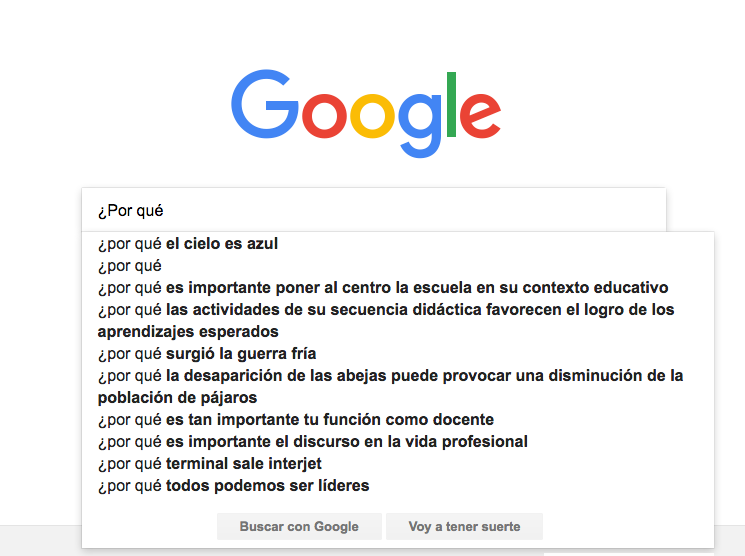 Google
¿Por qué
¿por qué el cielo es azul
¿por qué
¿por qué es importante poner al centro la escuela en su contexto educativo
¿por qué las actividades de su secuencia didáctica favorecen el logro de los
aprendizajes esperados
¿por qué surgió la guerra fría
¿por qué la desaparición de las abejas puede provocar una disminución de la
población de pájaros
¿por qué es tan importante tu función como docente
¿por qué es importante el discurso en la vida profesional
¿por qué terminal sale interjet
¿por qué todos podemos ser líderes
Buscar con Google Voy a tener suerte